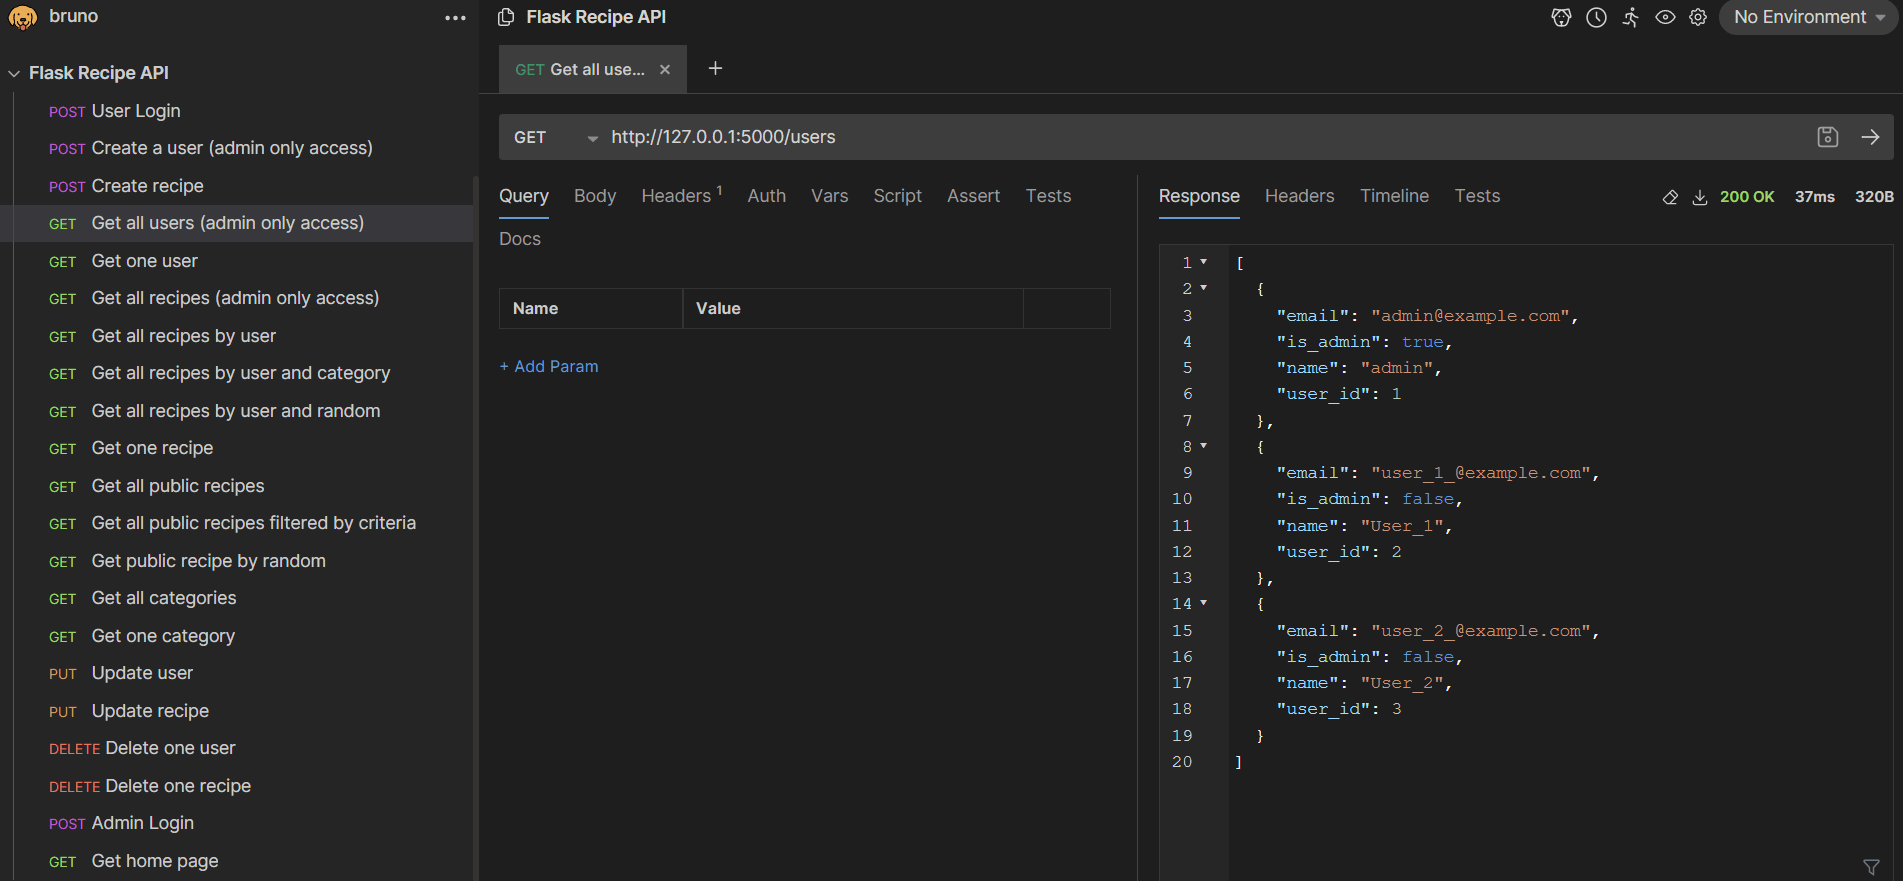 bruno
Flask Recipe API
POST User Login
POST Create a user (admin only access)
POST Create recipe
GET Get all users (admin only access)
GET Get one user
GET Get all recipes (admin only access)
GET Get all recipes by user
GET Get all recipes by user and category
GET Get all recipes by user and random
GET Get one recipe
GET Get all public recipes
GET Get all public recipes filtered by criteria
GET Get public recipe by random
GET Get all categories
GET Get one category
PUT Update user
PUT Update recipe
DELETE Delete one user
DELETE Delete one recipe
POST Admin Login
GET Get home page
Flask Recipe API
No Environment
GET Get all use... ×
+
GET http://127.0.0.1:5000/users
Query Body Headers 1 Auth Vars Script Assert Tests
Docs
Name Value
+ Add Param
Response Headers Timeline Tests 200 OK 37ms 320B
1 [
2 {
3 "email": "admin@example.com",
4 "is_admin": true,
5 "name": "admin",
6 "user_id": 1
7 },
8 {
9 "email": "user_1_@example.com",
10 "is_admin": false,
11 "name": "User_1",
12 "user_id": 2
13 },
14 {
15 "email": "user_2_@example.com",
16 "is_admin": false,
17 "name": "User_2",
18 "user_id": 3
19 }
20 ]